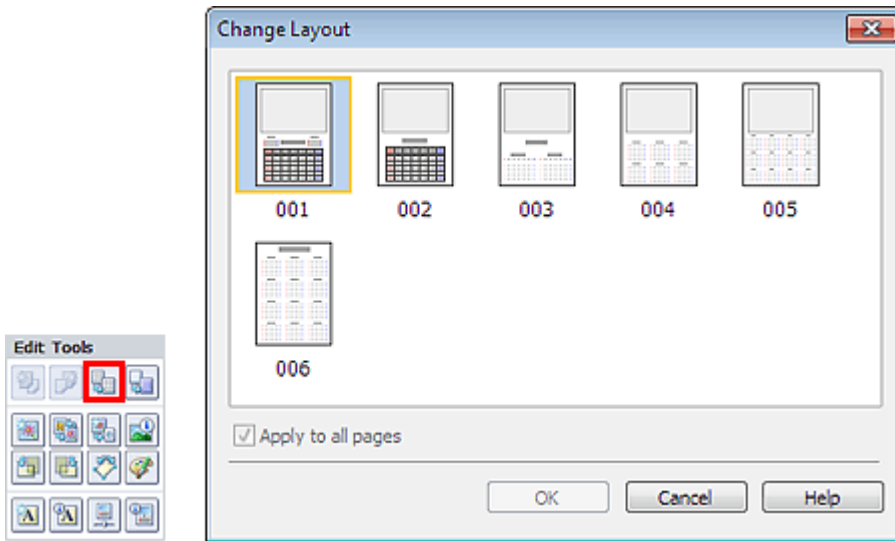 Change Layout
001 002 003 004 005
006
Apply to all pages
OK Cancel Help
Edit Tools